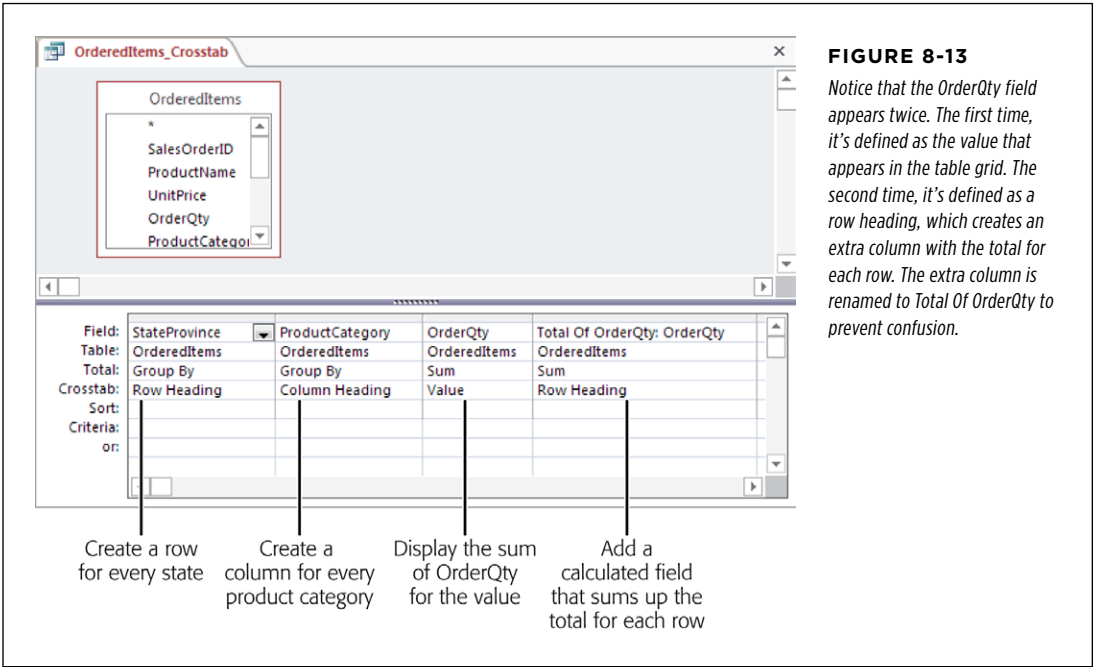 OrderedItems_Crosstab
OrderedItems
*
SalesOrderID
ProductName
UnitPrice
OrderQty
ProductCategor
Field: StateProvince ProductCategory OrderQty Total Of OrderQty: OrderQty
Table: OrderedItems OrderedItems OrderedItems OrderedItems
Total: Group By Group By Sum Sum
Crosstab: Row Heading Column Heading Value Row Heading
Sort:
Criteria:
or:
Create a row
for every state
Create a
column for every
product category
Display the sum
of OrderQty
for the value
Add a
calculated field
that sums up the
total for each row
FIGURE 8-13
Notice that the OrderQty field
appears twice. The first time,
it's defined as the value that
appears in the table grid. The
second time, it's defined as a
row heading, which creates an
extra column with the total for
each row. The extra column is
renamed to Total Of OrderQty to
prevent confusion.